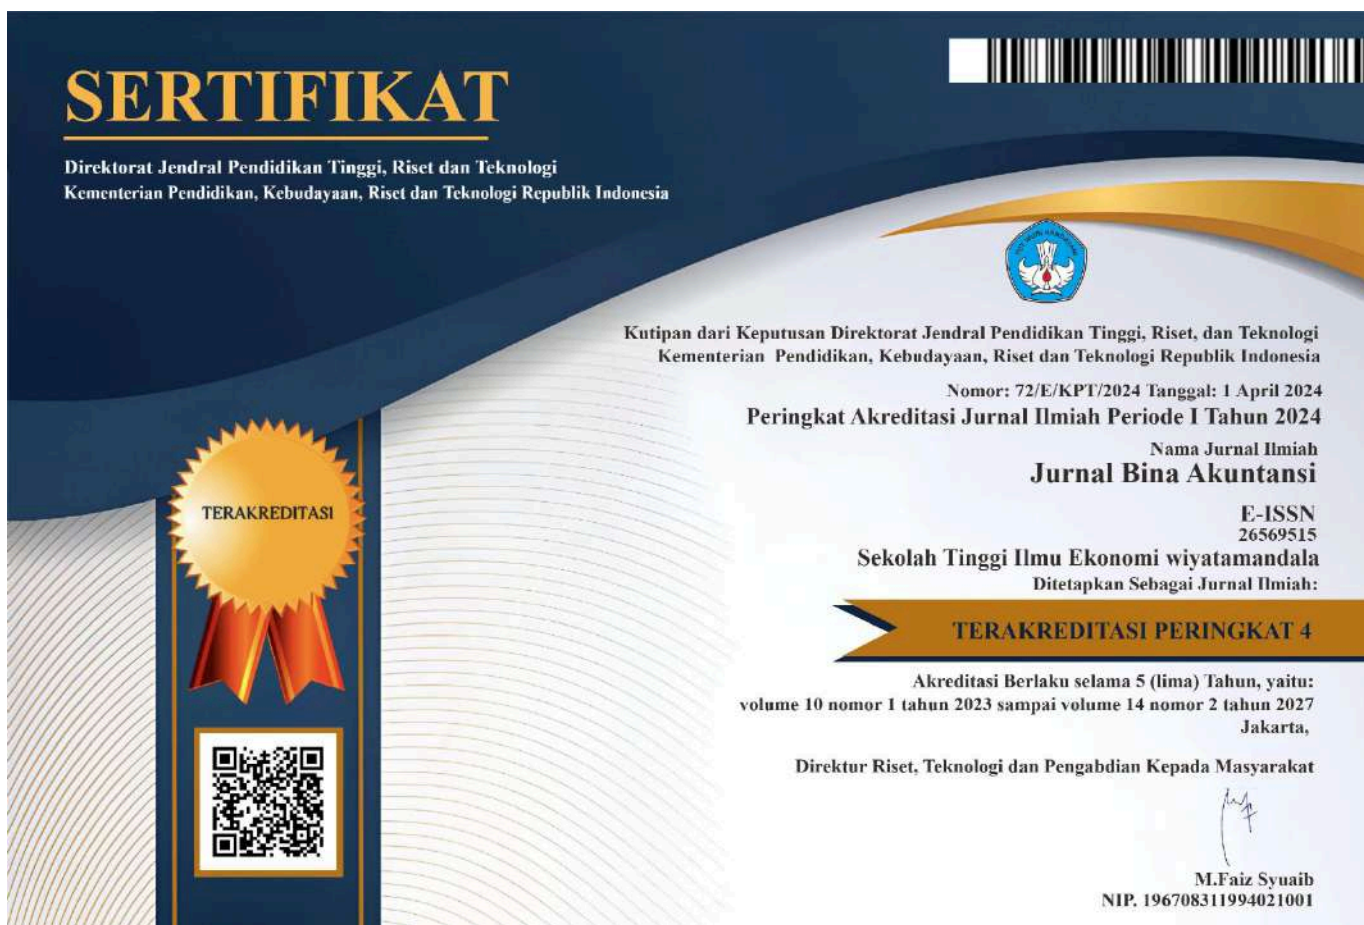 SERTIFIKAT
Direktorat Jendral Pendidikan Tinggi, Riset dan Teknologi
Kementerian Pendidikan, Kebudayaan, Riset dan Teknologi Republik Indonesia
TUT WURI HANDAYANI
Kutipan dari Keputusan Direktorat Jendral Pendidikan Tinggi, Riset, dan Teknologi
Kementerian Pendidikan, Kebudayaan, Riset dan Teknologi Republik Indonesia
Nomor: 72/E/KPT/2024 Tanggal: 1 April 2024
Peringkat Akreditasi Jurnal Ilmiah Periode I Tahun 2024
Nama Jurnal Ilmiah
Jurnal Bina Akuntansi
E-ISSN
26569515
Sekolah Tinggi Ilmu Ekonomi wiyatamandala
Ditetapkan Sebagai Jurnal Ilmiah:
TERAKREDITASI PERINGKAT 4
TERAKREDITASI
Akreditasi Berlaku selama 5 (lima) Tahun, yaitu:
volume 10 nomor 1 tahun 2023 sampai volume 14 nomor 2 tahun 2027
Jakarta,
Direktur Riset, Teknologi dan Pengabdian Kepada Masyarakat
M.Faiz Syuaib
NIP. 196708311994021001